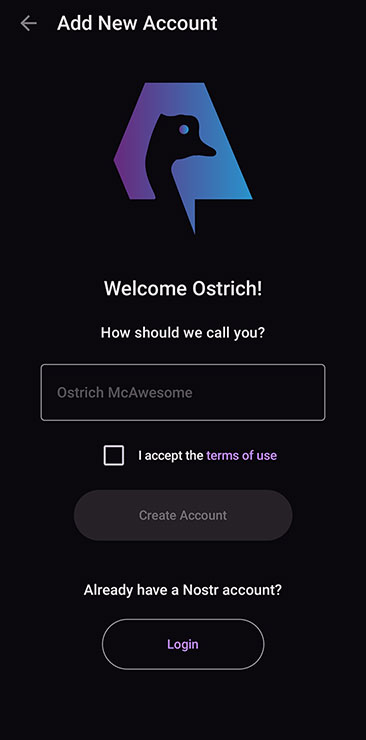 Add New Account
Welcome Ostrich!
How should we call you?
Ostrich McAwesome
I accept the terms of use
Create Account
Already have a Nostr account?
Login